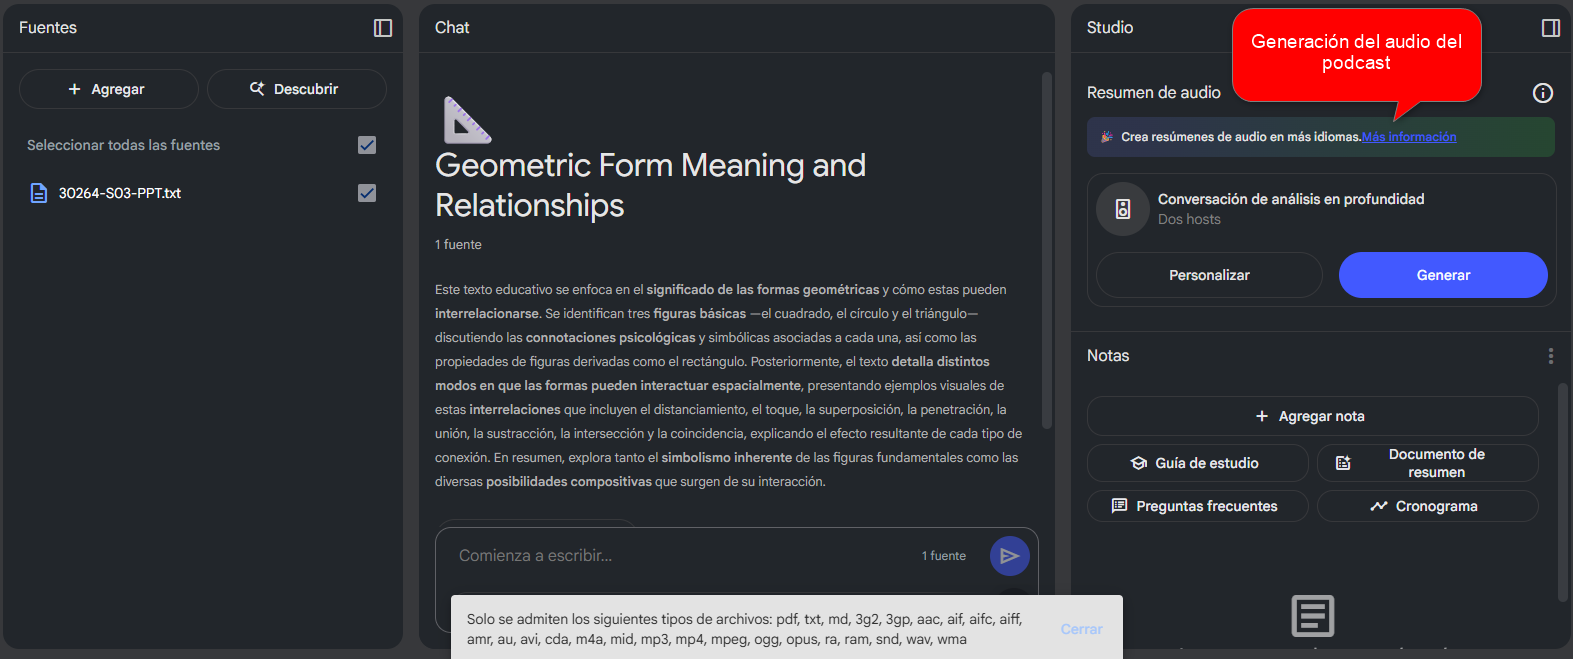 Fuentes
Agregar
Descubrir
Seleccionar todas las fuentes
30264-S03-PPT.txt
Chat
Geometric Form Meaning and
Relationships
1 fuente
Este texto educativo se enfoca en el significado de las formas geométricas y cómo estas pueden
interrelacionarse. Se identifican tres figuras básicas —el cuadrado, el círculo y el triángulo—
discutiendo las connotaciones psicológicas y simbólicas asociadas a cada una, así como las
propiedades de figuras derivadas como el rectángulo. Posteriormente, el texto detalla distintos
modos en que las formas pueden interactuar espacialmente, presentando ejemplos visuales de
estas interrelaciones que incluyen el distanciamiento, el toque, la superposición, la penetración, la
unión, la sustracción, la intersección y la coincidencia, explicando el efecto resultante de cada tipo de
conexión. En resumen, explora tanto el simbolismo inherente de las figuras fundamentales como las
diversas posibilidades compositivas que surgen de su interacción.
Comienza a escribir...
1 fuente
Solo se admiten los siguientes tipos de archivos: pdf, txt, md, 3g2, 3gp, aac, aif, aifc, aiff,
amr, au, avi, cda, m4a, mid, mp3, mp4, mpeg, ogg, opus, ra, ram, snd, wav, wma
Cerrar
Studio
Generación del audio del
podcast
Resumen de audio
Crea resúmenes de audio en más idiomas.Más información
Conversación de análisis en profundidad
Dos hosts
Personalizar
Generar
Notas
Agregar nota
Guía de estudio
Documento de
resumen
Preguntas frecuentes
Cronograma